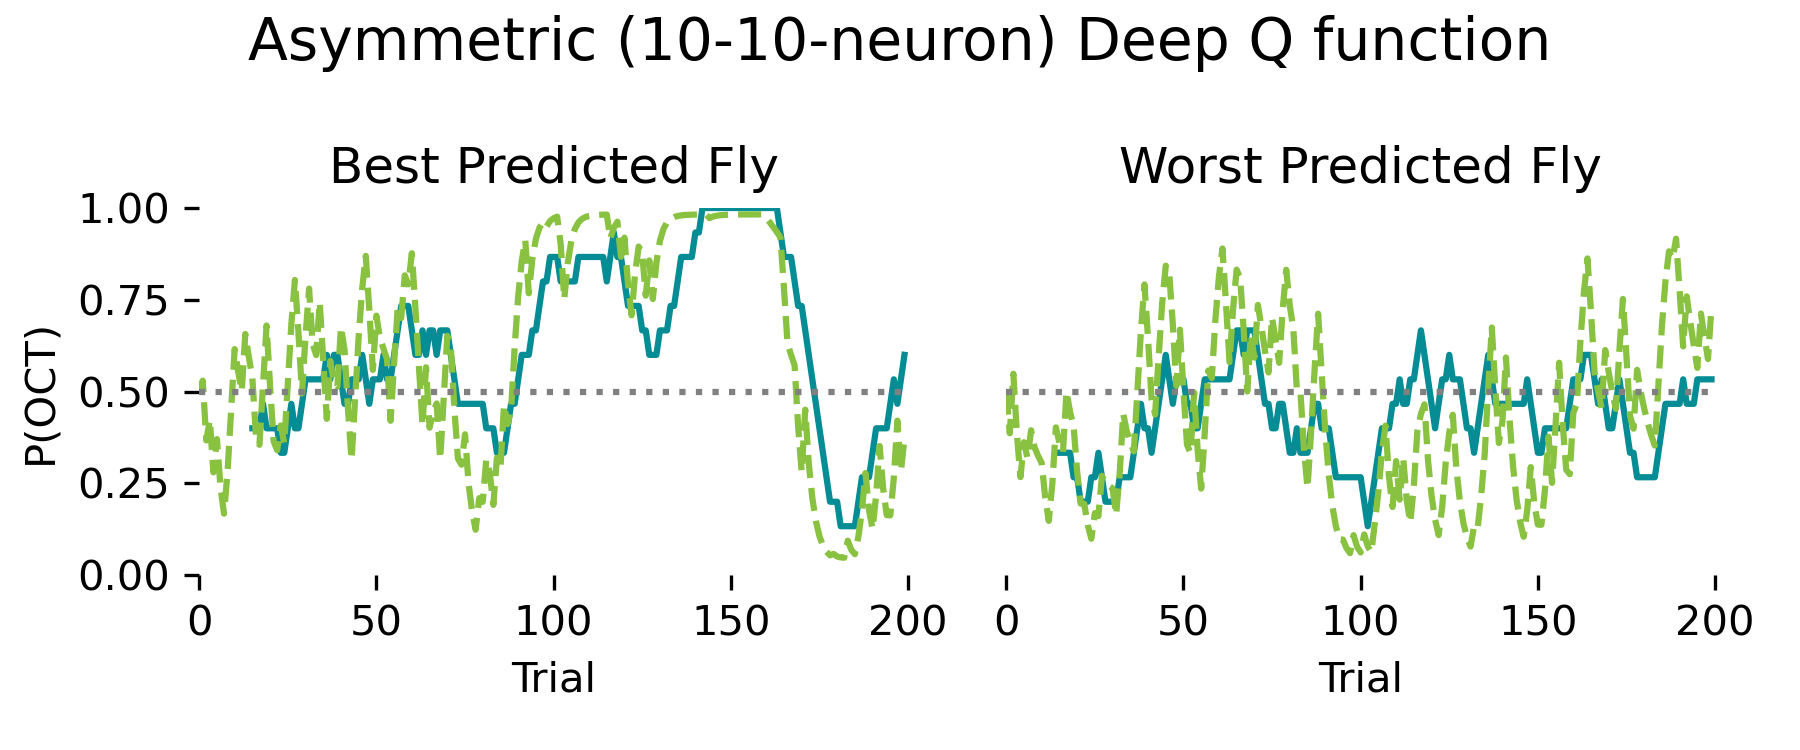 Asymmetric (10-10-neuron) Deep Q function
Best Predicted Fly
Worst Predicted Fly
P(OCT)
1.00
0.75
0.50
0.25
0.00
0 50 100 150 200
0 50 100 150 200
Trial
Trial